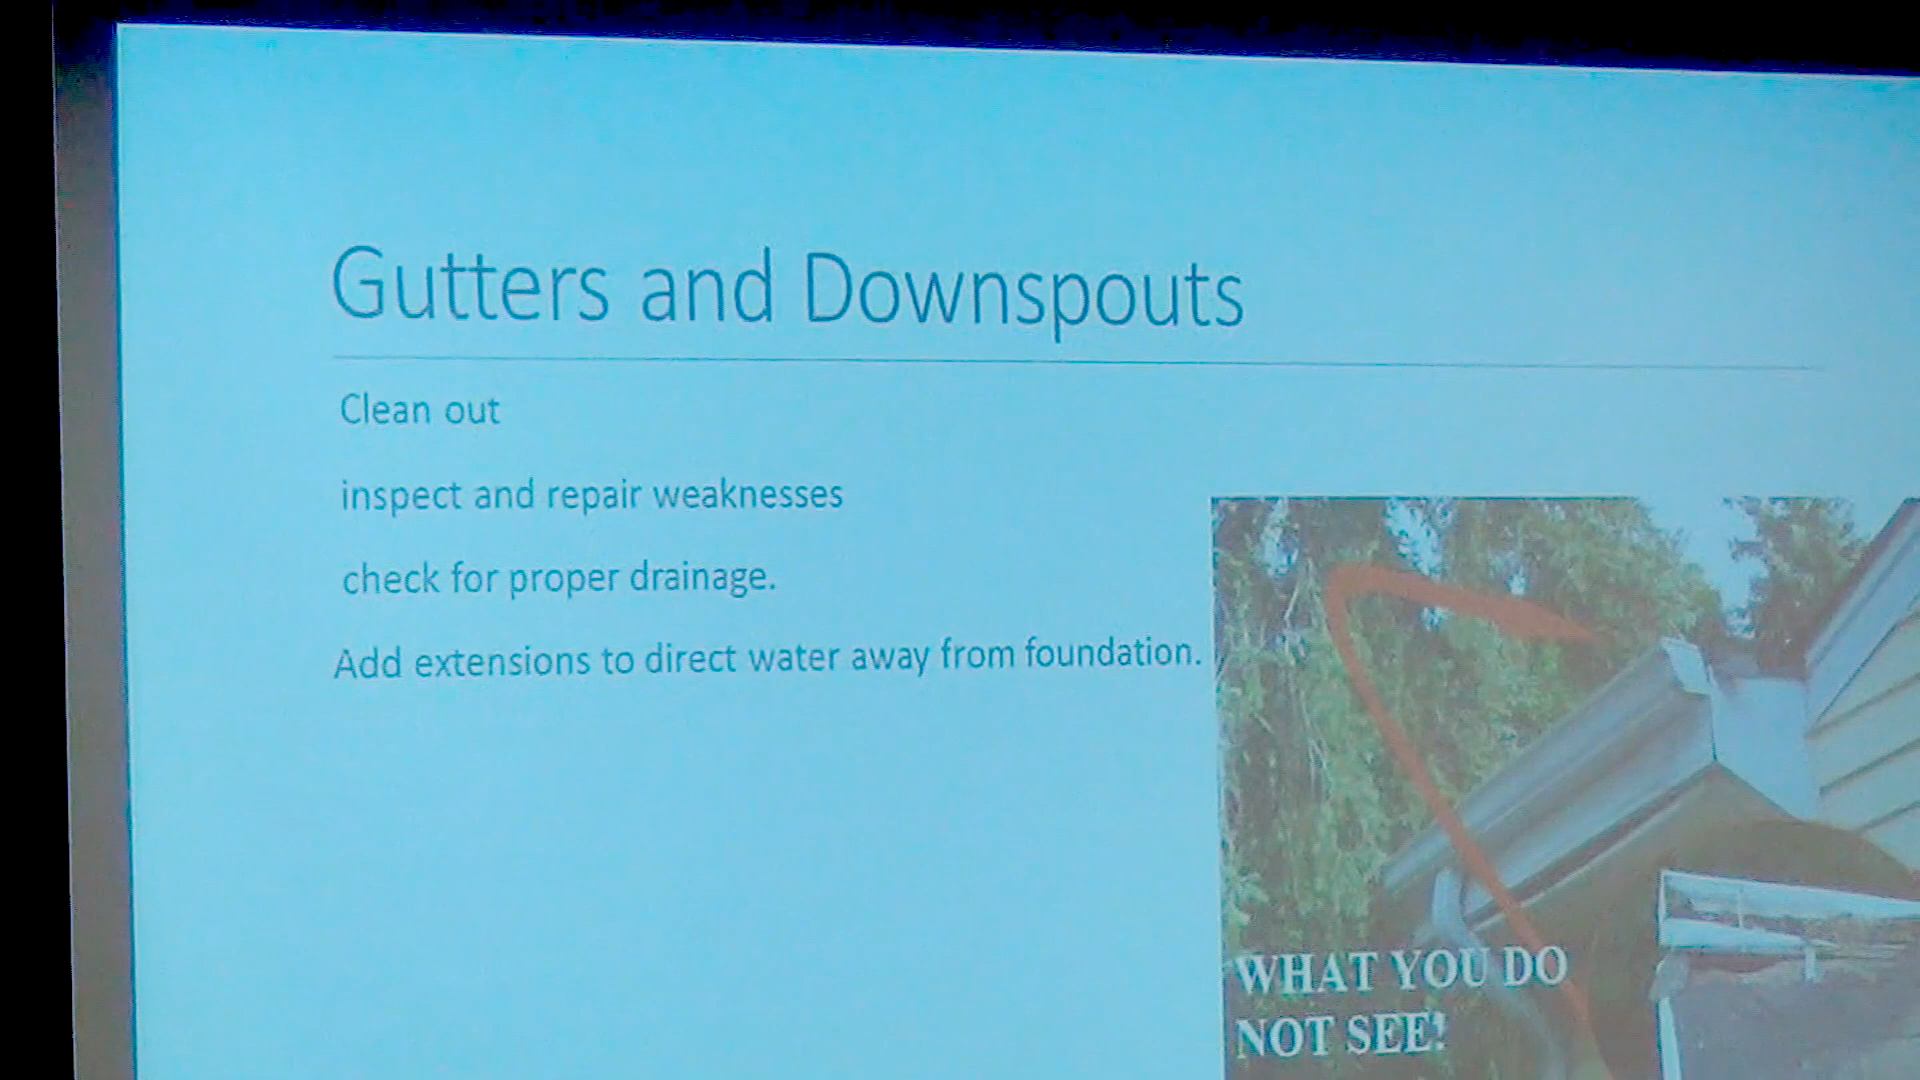 Gutters and Downspouts
Clean out
inspect and repair weaknesses
check for proper drainage.
Add extensions to direct water away from foundation.
WHAT YOU DO
NOT SEE!